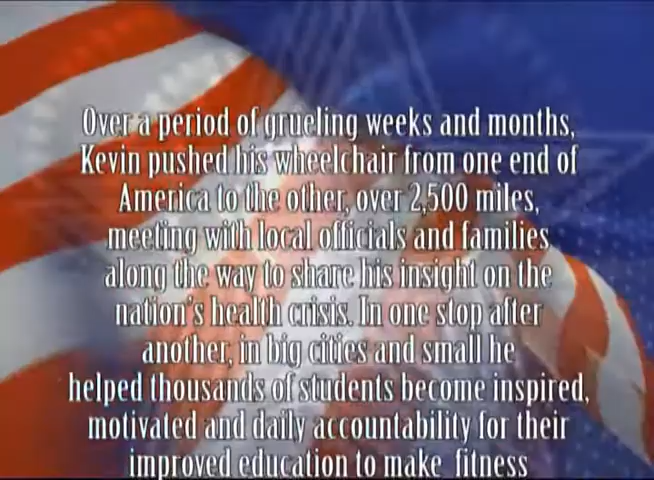 Over a period of grueling weeks and months,
Kevin pushed his wheelchair from one end of
America to the other, over 2,500 miles,
meeting with local officials and families
along the way to share his insight on the
nation's health crisis. In one stop after
another, in big cities and small he
helped thousands of students become inspired,
motivated and daily accountability for their
improved education to make fitness